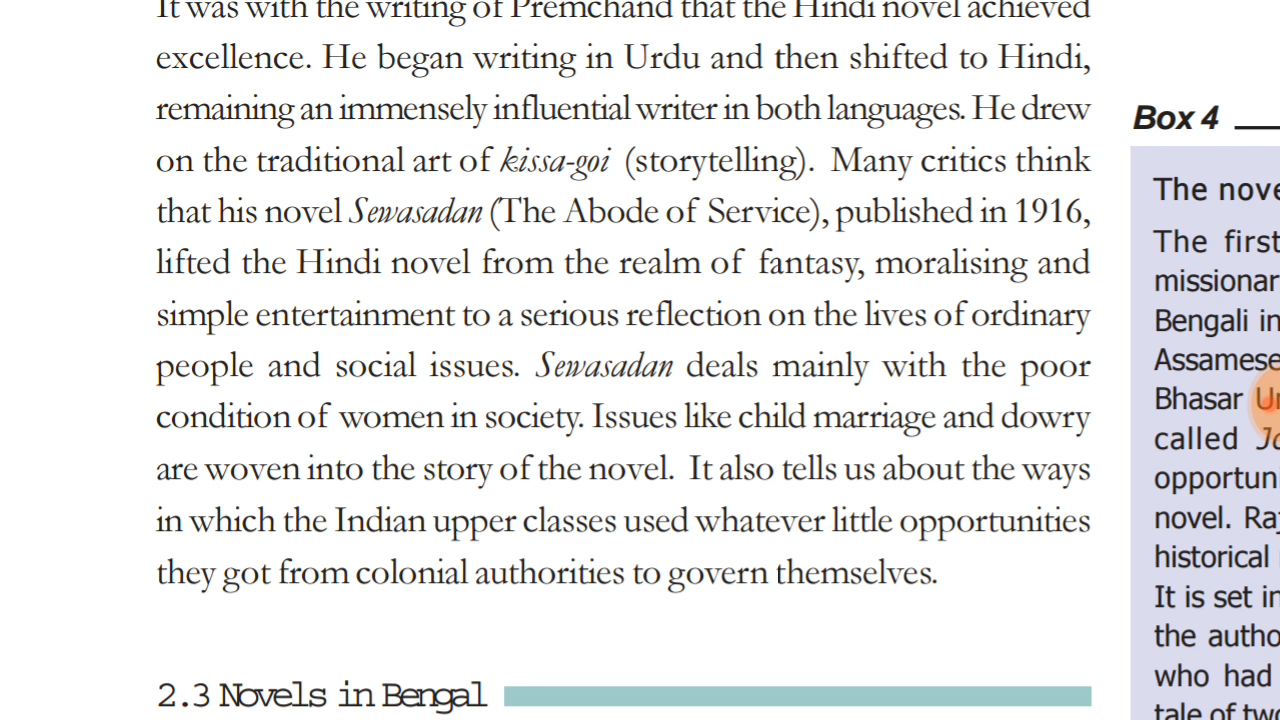 It was with the writing of Premchand that the Hindi novel achieved
excellence. He began writing in Urdu and then shifted to Hindi,
remaining an immensely influential writer in both languages. He drew
on the traditional art of kissa-goi (storytelling). Many critics think
that his novel Sewasadan (The Abode of Service), published in 1916,
lifted the Hindi novel from the realm of fantasy, moralising and
simple entertainment to a serious reflection on the lives of ordinary
people and social issues. Sewasadan deals mainly with the poor
condition of women in society. Issues like child marriage and dowry
are woven into the story of the novel. It also tells us about the ways
in which the Indian upper classes used whatever little opportunities
they got from colonial authorities to govern themselves.
2.3 Novels in Bengal
Box 4
The
The first
Bengali
Assamese
Bhasar
called
novel.
historical
It is set
the
who had
tale of